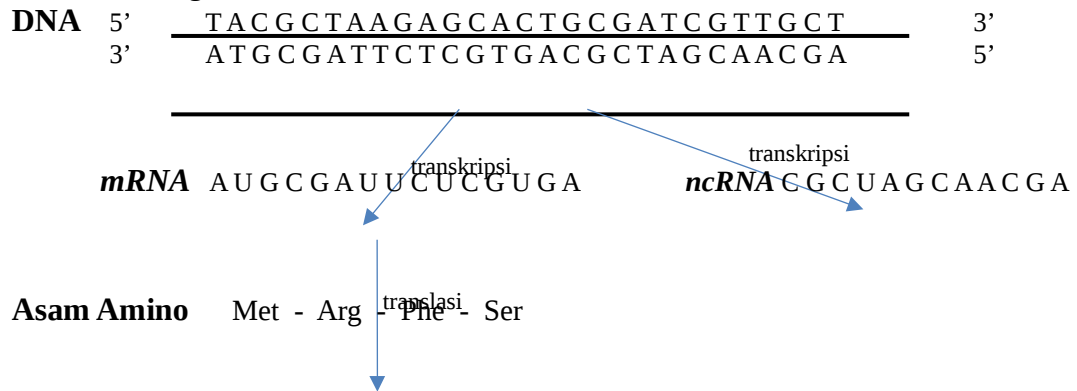 DNA 5’ T A C G C T A A G A G C A C T G C G A T C G T T G C T 3’
3’ A T G C G A T T C T C G T G A C G C T A G C A A C G A 5’
transkripsi transkripsi
mRNA A U G C G A U U C U C G U G A ncRNA C G C U A G C A A C G A
translasi
Asam Amino Met - Arg - Phe - Ser